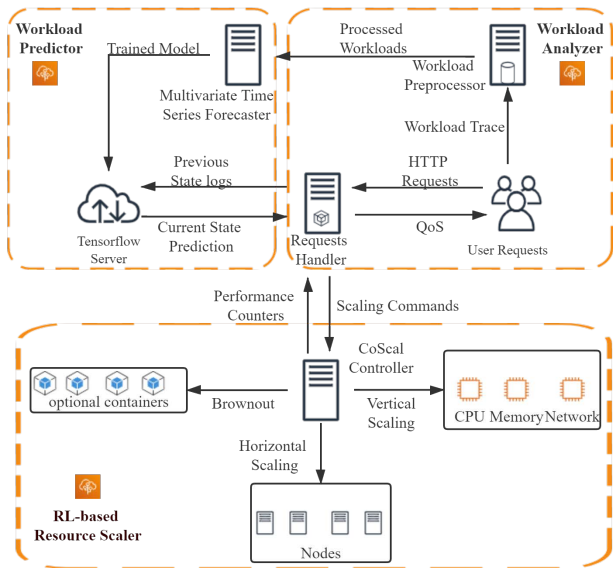 Workload
Predictor
Trained Model
Multivariate Time
Series Forecaster
Processed
Workloads
Workload
Preprocessor
Workload
Analyzer
Workload Trace
Previous
State logs
Current State
Prediction
Tensorflow
Server
HTTP
Requests
QoS
Requests
Handler
User Requests
Performance
Counters
Scaling Commands
CoScal
Controller
optional containers
Brownout
Vertical
Scaling
CPU Memory Network
Horizontal
Scaling
Nodes
RL-based
Resource Scaler